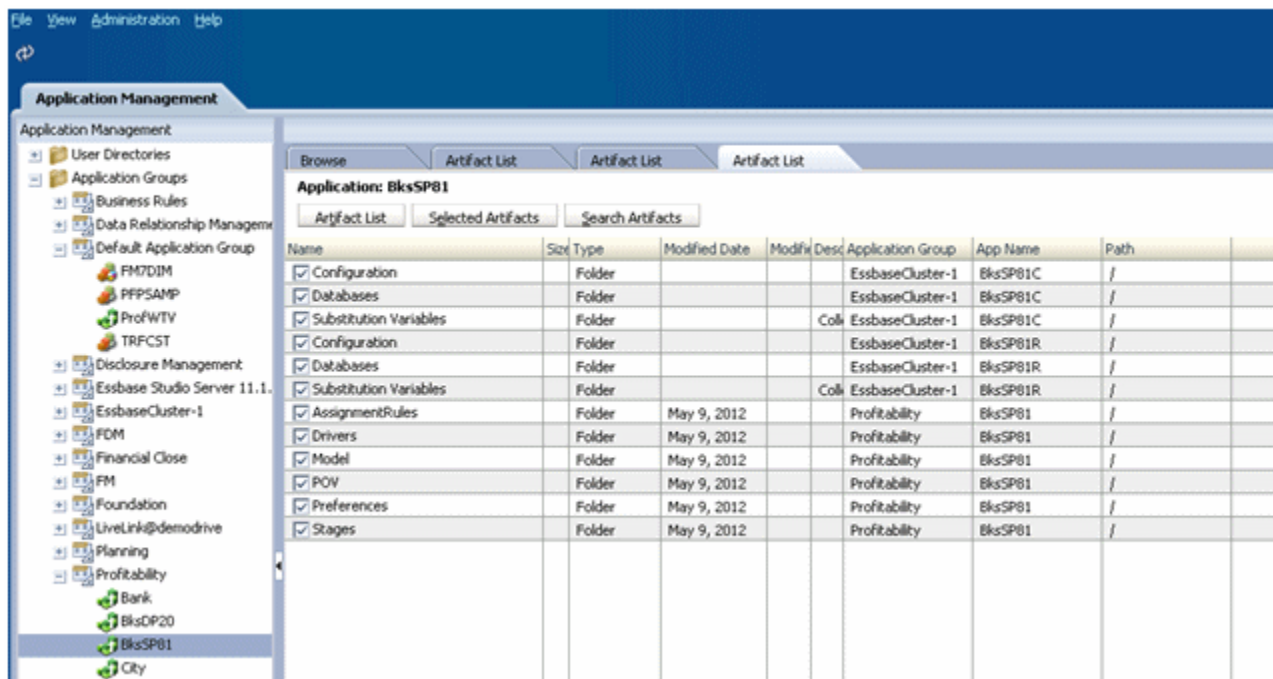 File View Administration Help
Application Management
Application Management
User Directories
Application Groups
Business Rules
Data Relationship Manageme
Default Application Group
FM7DIM
PFPSAMP
ProfWTV
TRFCST
Disclosure Management
Essbase Studio Server 11.1.
EssbaseCluster-1
FDM
Financial Close
FM
Foundation
LiveLink@demodrive
Planning
Profitability
Bank
BksDP20
BksSP81
City
Browse Artifact List Artifact List Artifact List
Application: BksSP81
Artifact List Selected Artifacts Search Artifacts
Name Size Type Modified Date Modifie Desc Application Group App Name Path
Configuration Folder EssbaseCluster-1 BksSP81C /
Databases Folder EssbaseCluster-1 BksSP81C /
Substitution Variables Folder Colle EssbaseCluster-1 BksSP81C /
Configuration Folder EssbaseCluster-1 BksSP81R /
Databases Folder EssbaseCluster-1 BksSP81R /
Substitution Variables Folder Colle EssbaseCluster-1 BksSP81R /
AssignmentRules Folder May 9, 2012 Profitability BksSP81 /
Drivers Folder May 9, 2012 Profitability BksSP81 /
Model Folder May 9, 2012 Profitability BksSP81 /
POV Folder May 9, 2012 Profitability BksSP81 /
Preferences Folder May 9, 2012 Profitability BksSP81 /
Stages Folder May 9, 2012 Profitability BksSP81 /